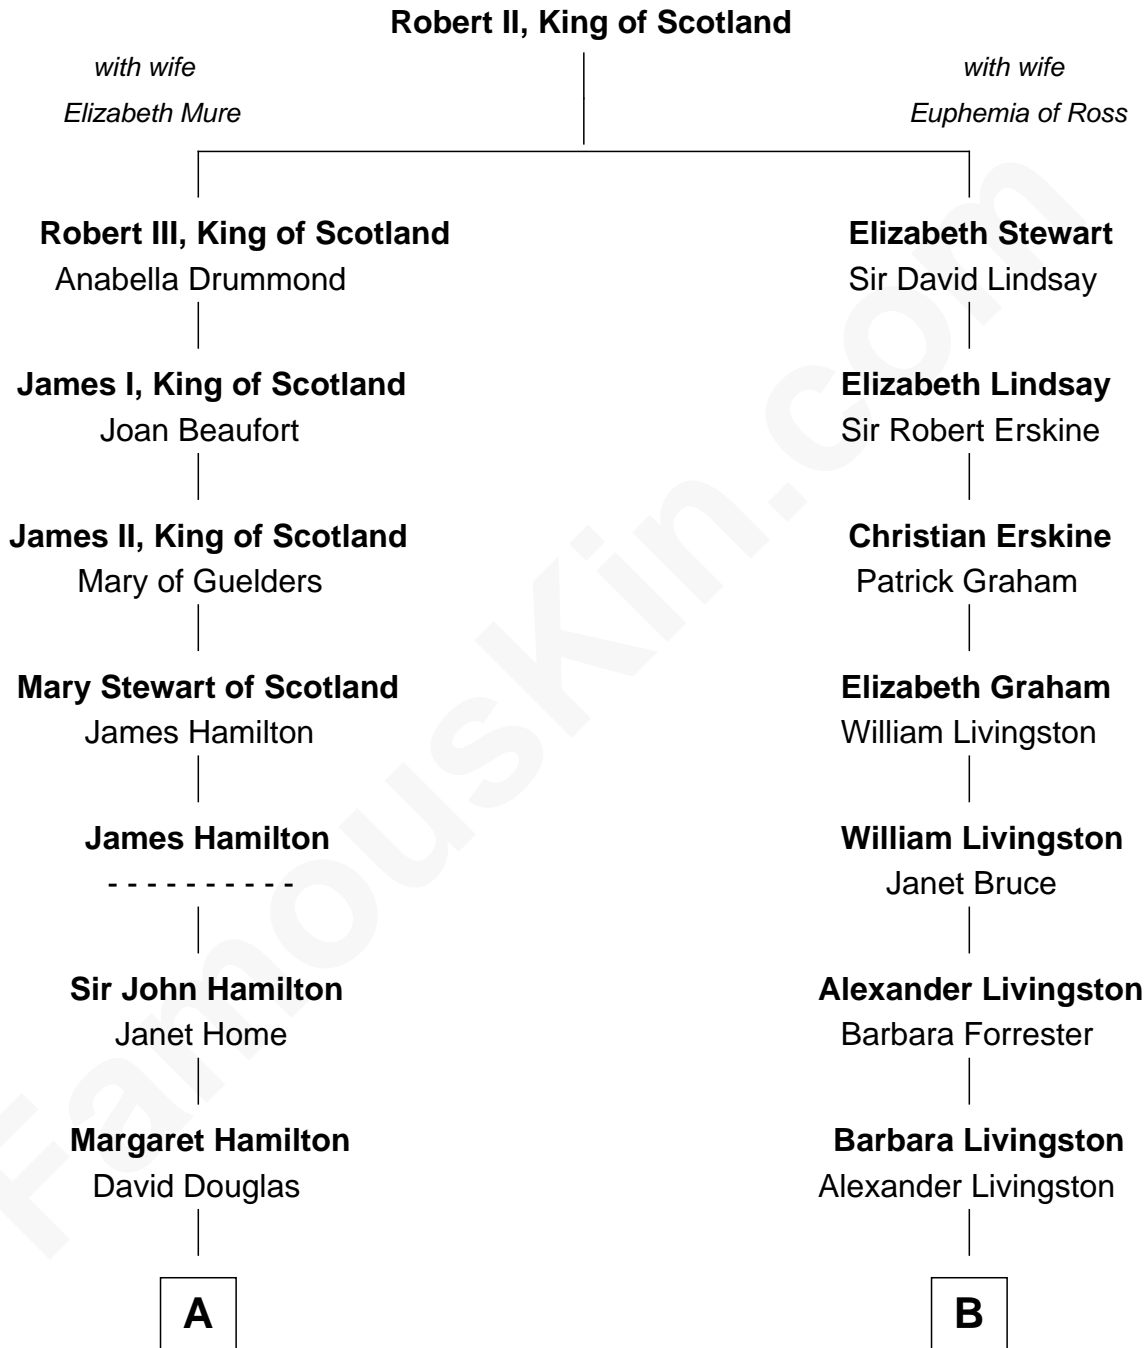 Robert II, King of Scotland
with wife
Elizabeth Mure
with wife
Euphemia of Ross
Robert III, King of Scotland
Anabella Drummond
Elizabeth Stewart
Sir David Lindsay
James I, King of Scotland
Joan Beaufort
Elizabeth Lindsay
Sir Robert Erskine
James II, King of Scotland
Mary of Guelders
Christian Erskine
Patrick Graham
Mary Stewart of Scotland
James Hamilton
Elizabeth Graham
William Livingston
James Hamilton
- - - - - - - - - -
William Livingston
Janet Bruce
Sir John Hamilton
Janet Home
Alexander Livingston
Barbara Forrester
Margaret Hamilton
David Douglas
Barbara Livingston
Alexander Livingston
A
B
FamousKin.com